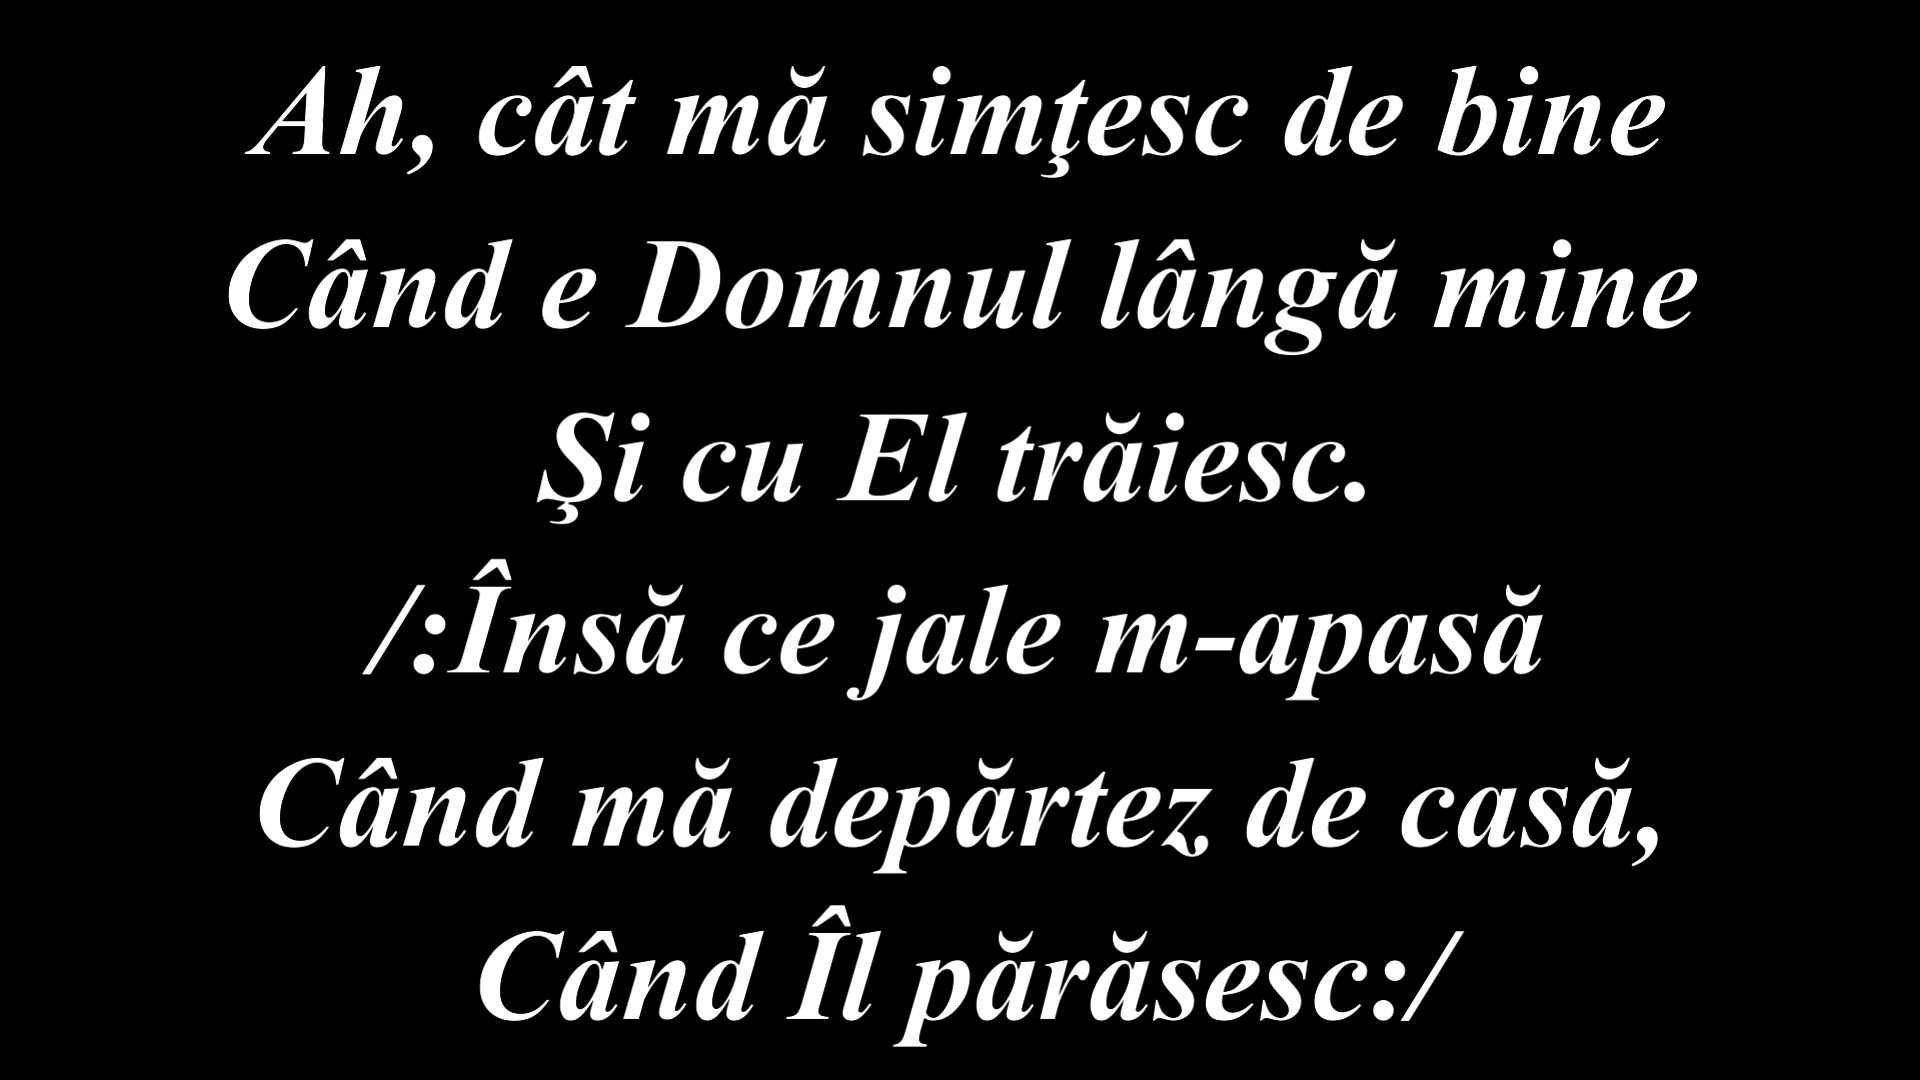 Ah, cât mă simţesc de bine
Când e Domnul lângă mine
Şi cu El trăiesc.
/:Însă ce jale m-apasă
Când mă depărtez de casă,
Când Îl părăsesc:/